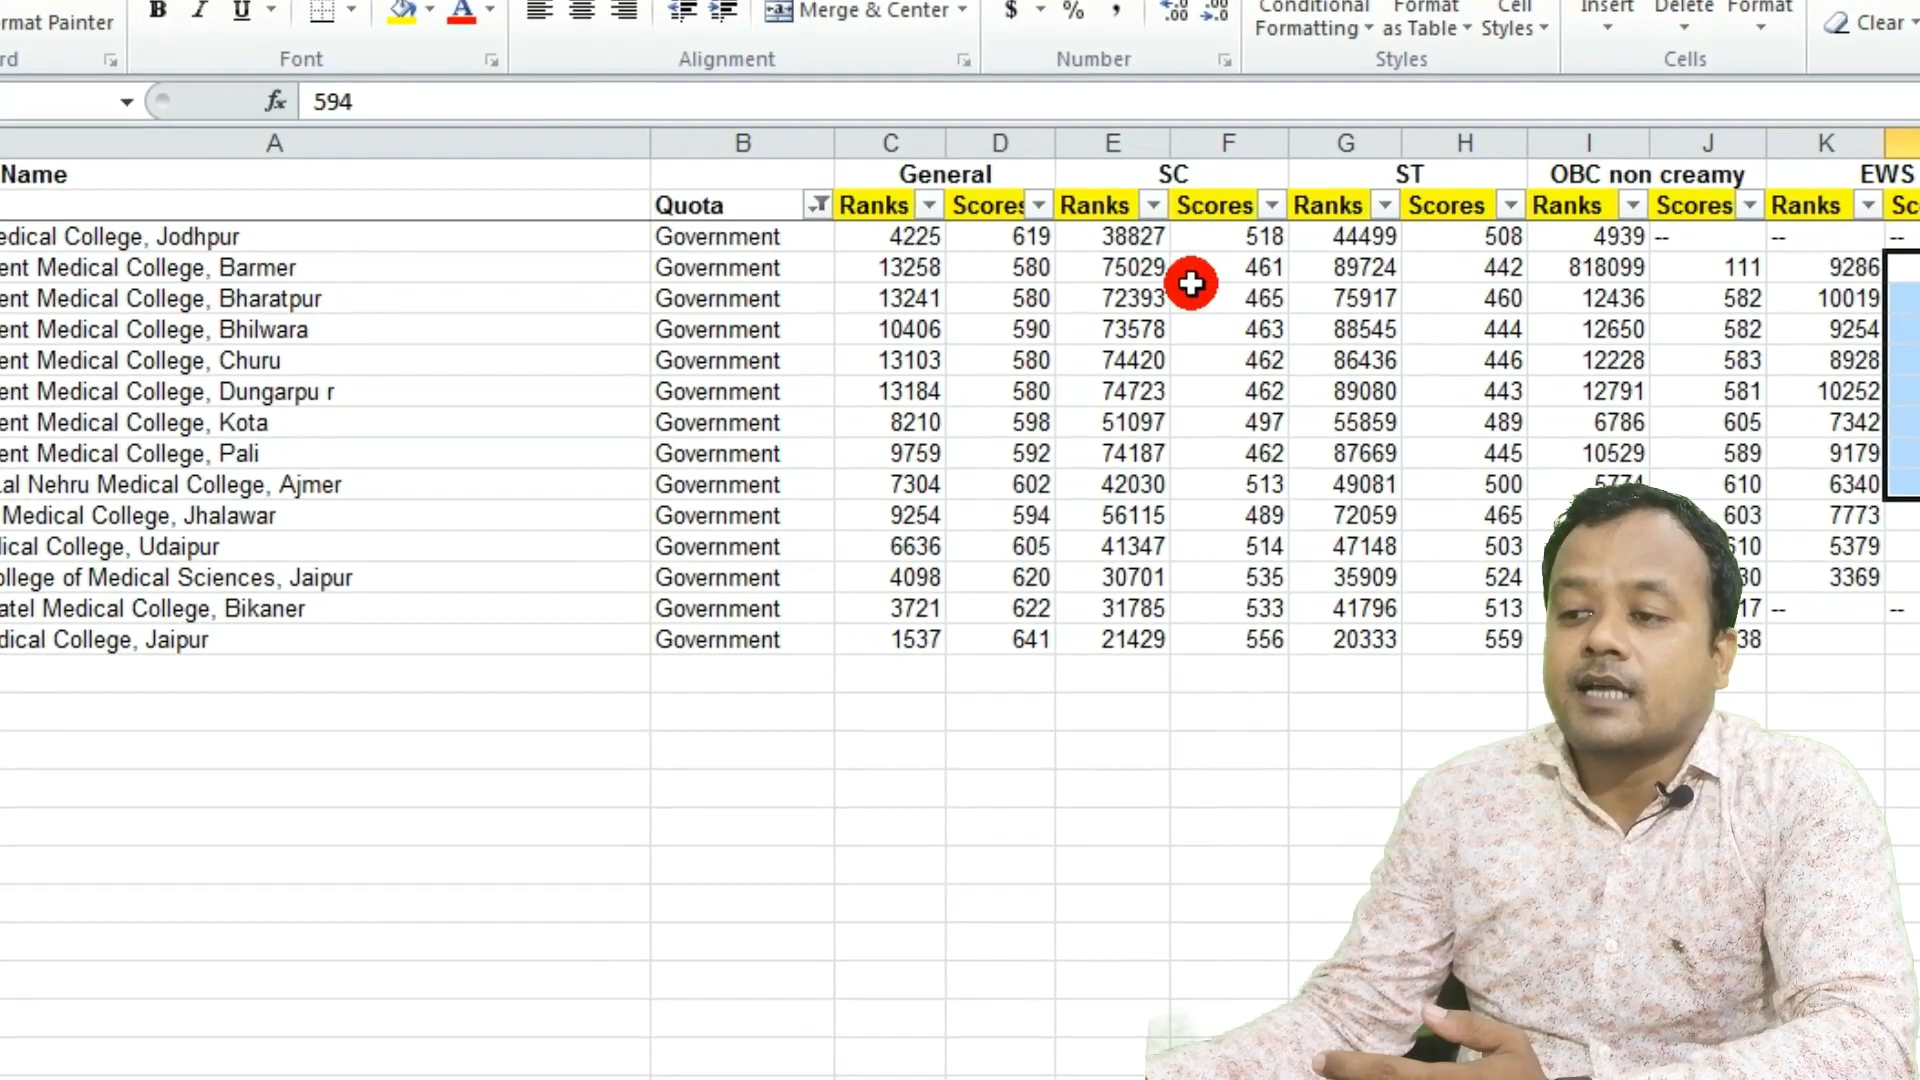 rmat Painter B I U Merge & Center $ % , .00 Conditional Format Cell Insert Delete Format
Formatting as Table Styles Clear
rd Font Alignment Number Styles Cells
fx 594
A B C D E F G H I J K
Name General SC ST OBC non creamy EWS
Quota Ranks Scores Ranks Scores Ranks Scores Ranks Scores Ranks Sc
edical College, Jodhpur Government 4225 619 38827 518 44499 508 4939 -- -- --
ent Medical College, Barmer Government 13258 580 75029 461 89724 442 818099 111 9286
ent Medical College, Bharatpur Government 13241 580 72393 465 75917 460 12436 582 10019
ent Medical College, Bhilwara Government 10406 590 73578 463 88545 444 12650 582 9254
ent Medical College, Churu Government 13103 580 74420 462 86436 446 12228 583 8928
ent Medical College, Dungarpu r Government 13184 580 74723 462 89080 443 12791 581 10252
ent Medical College, Kota Government 8210 598 51097 497 55859 489 6786 605 7342
ent Medical College, Pali Government 9759 592 74187 462 87669 445 10529 589 9179
al Nehru Medical College, Ajmer Government 7304 602 42030 513 49081 500 5774 610 6340
Medical College, Jhalawar Government 9254 594 56115 489 72059 465 603 7773
ical College, Udaipur Government 6636 605 41347 514 47148 503 10 5379
ollege of Medical Sciences, Jaipur Government 4098 620 30701 535 35909 524 30 3369
atel Medical College, Bikaner Government 3721 622 31785 533 41796 513 17 -- --
dical College, Jaipur Government 1537 641 21429 556 20333 559 38